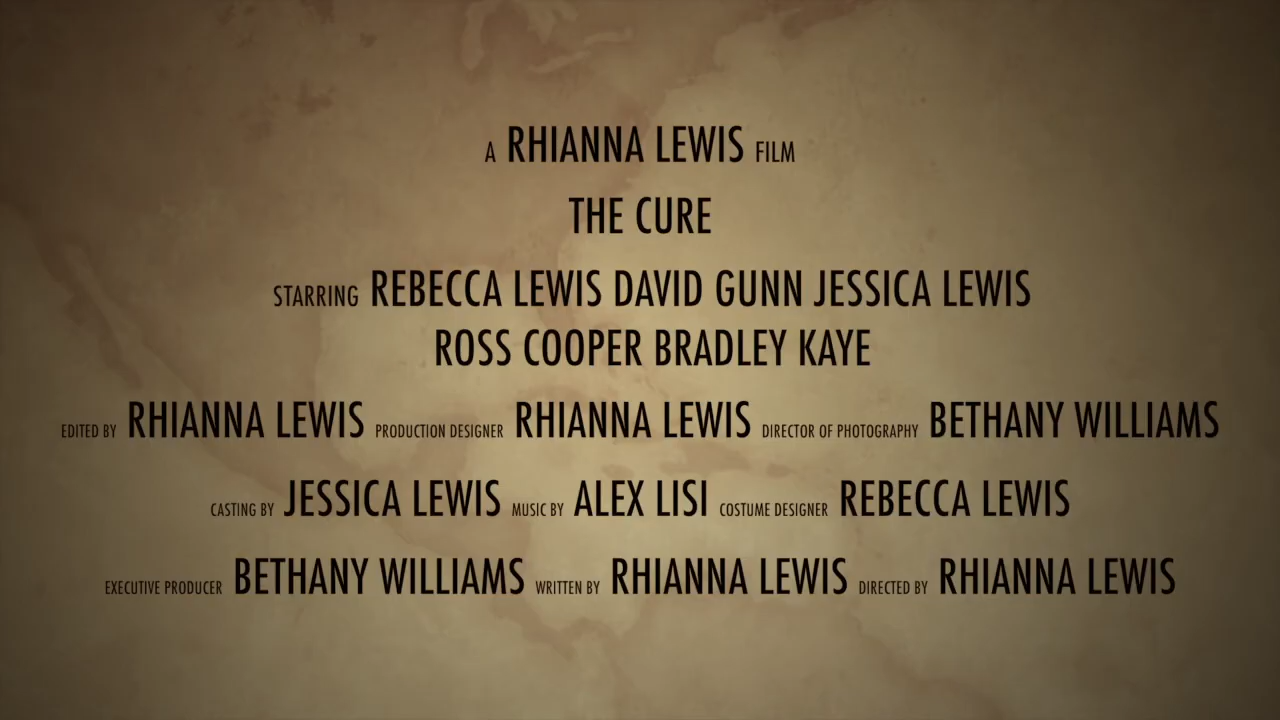 A RHIANNA LEWIS FILM
THE CURE
STARRING REBECCA LEWIS DAVID GUNN JESSICA LEWIS
ROSS COOPER BRADLEY KAYE
EDITED BY RHIANNA LEWIS PRODUCTION DESIGNER RHIANNA LEWIS DIRECTOR OF PHOTOGRAPHY BETHANY WILLIAMS
CASTING BY JESSICA LEWIS MUSIC BY ALEX LISI COSTUME DESIGNER REBECCA LEWIS
EXECUTIVE PRODUCER BETHANY WILLIAMS WRITTEN BY RHIANNA LEWIS DIRECTED BY RHIANNA LEWIS